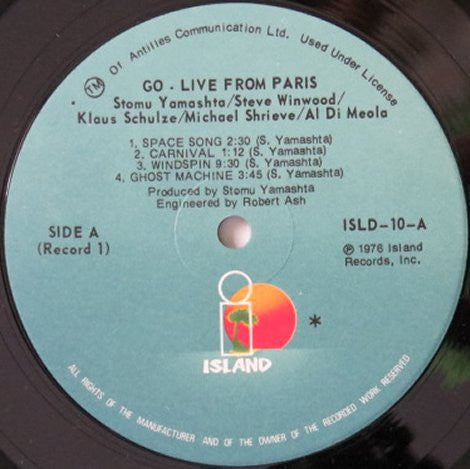 TM Of Antilles Communication Ltd. Used Under License
GO - LIVE FROM PARIS
Stomu Yamashta/Steve Winwood/
Klaus Schulze/Michael Shrieve/Al Di Meola
1. SPACE SONG 2:30 (S. Yamashta)
2. CARNIVAL 1:12 (S. Yamashta)
3. WINDSPIN 9:30 (S. Yamashta)
4. GHOST MACHINE 3:45 (S. Yamashta)
Produced by Stomu Yamashta
Engineered by Robert Ash
SIDE A
(Record 1)
ISLD-10-A
℗ 1976 Island
Records, Inc.
i
*
ISLAND
ALL RIGHTS OF THE MANUFACTURER AND OF THE OWNER OF THE RECORDED WORK RESERVED